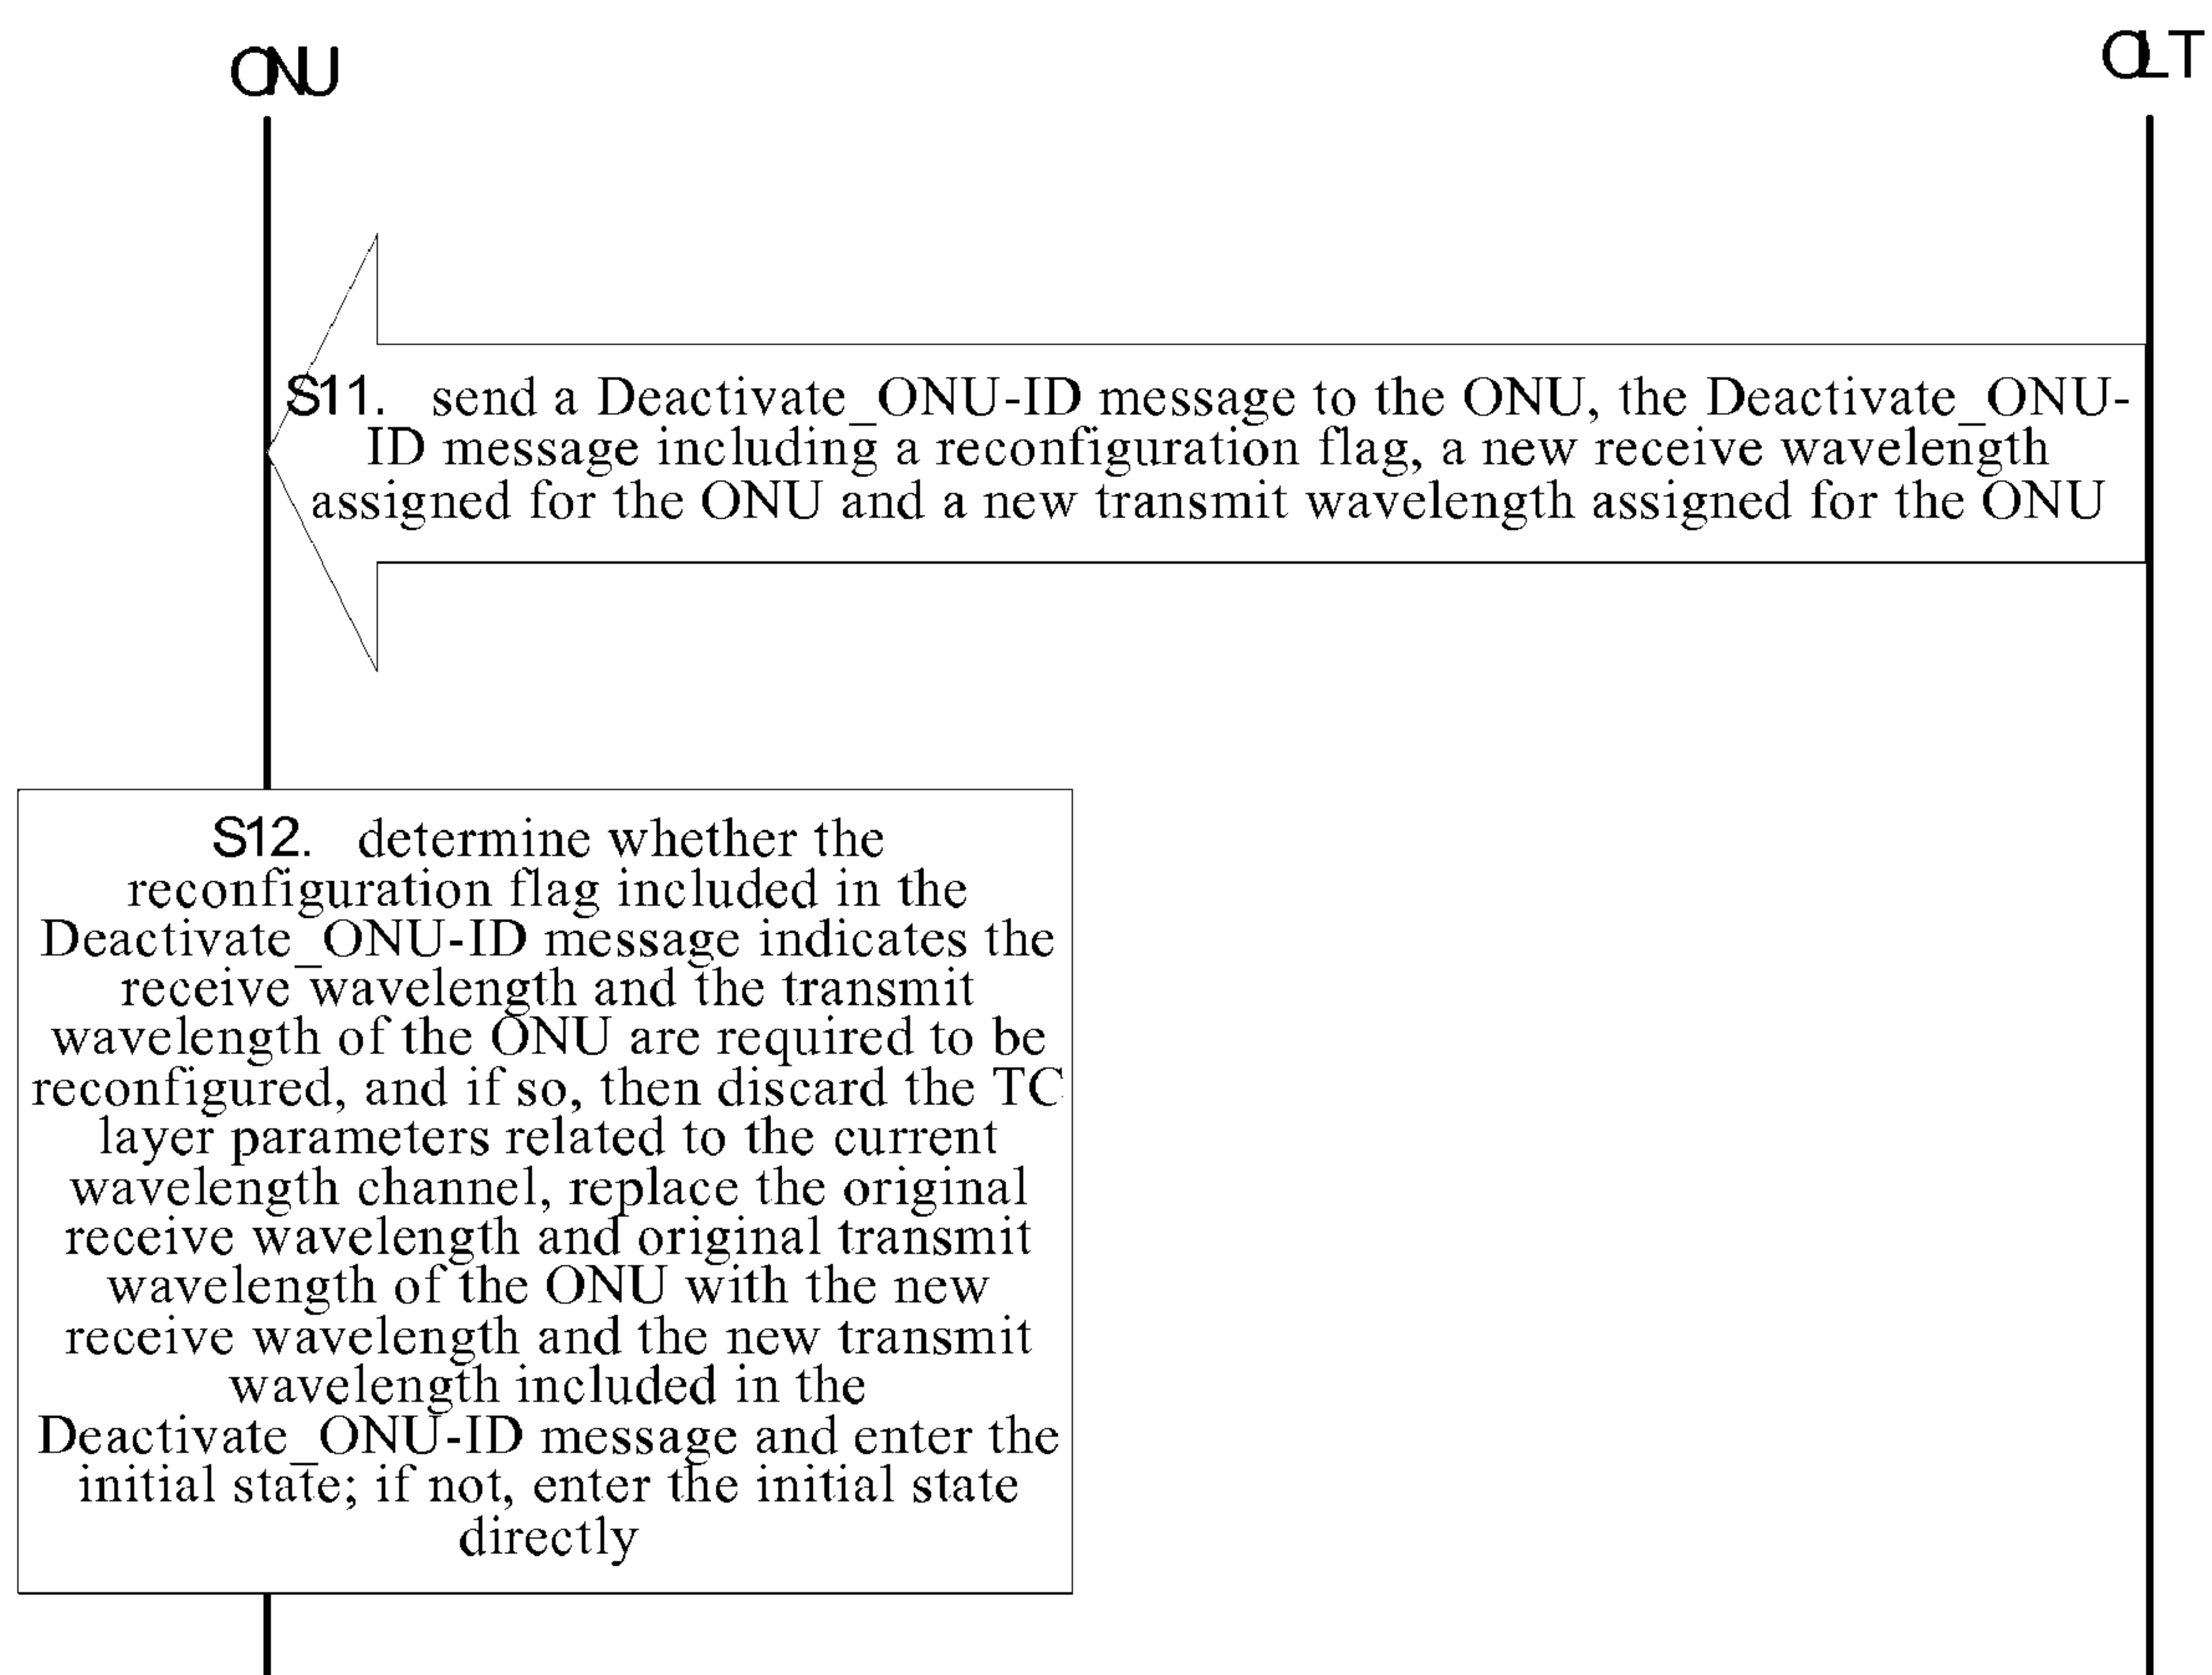 ONU
OLT
S11. send a Deactivate_ONU-ID message to the ONU, the Deactivate_ONU-
ID message including a reconfiguration flag, a new receive wavelength
assigned for the ONU and a new transmit wavelength assigned for the ONU
S12. determine whether the
reconfiguration flag included in the
Deactivate_ONU-ID message indicates the
receive wavelength and the transmit
wavelength of the ONU are required to be
reconfigured, and if so, then discard the TC
layer parameters related to the current
wavelength channel, replace the original
receive wavelength and original transmit
wavelength of the ONU with the new
receive wavelength and the new transmit
wavelength included in the
Deactivate_ONU-ID message and enter the
initial state; if not, enter the initial state
directly